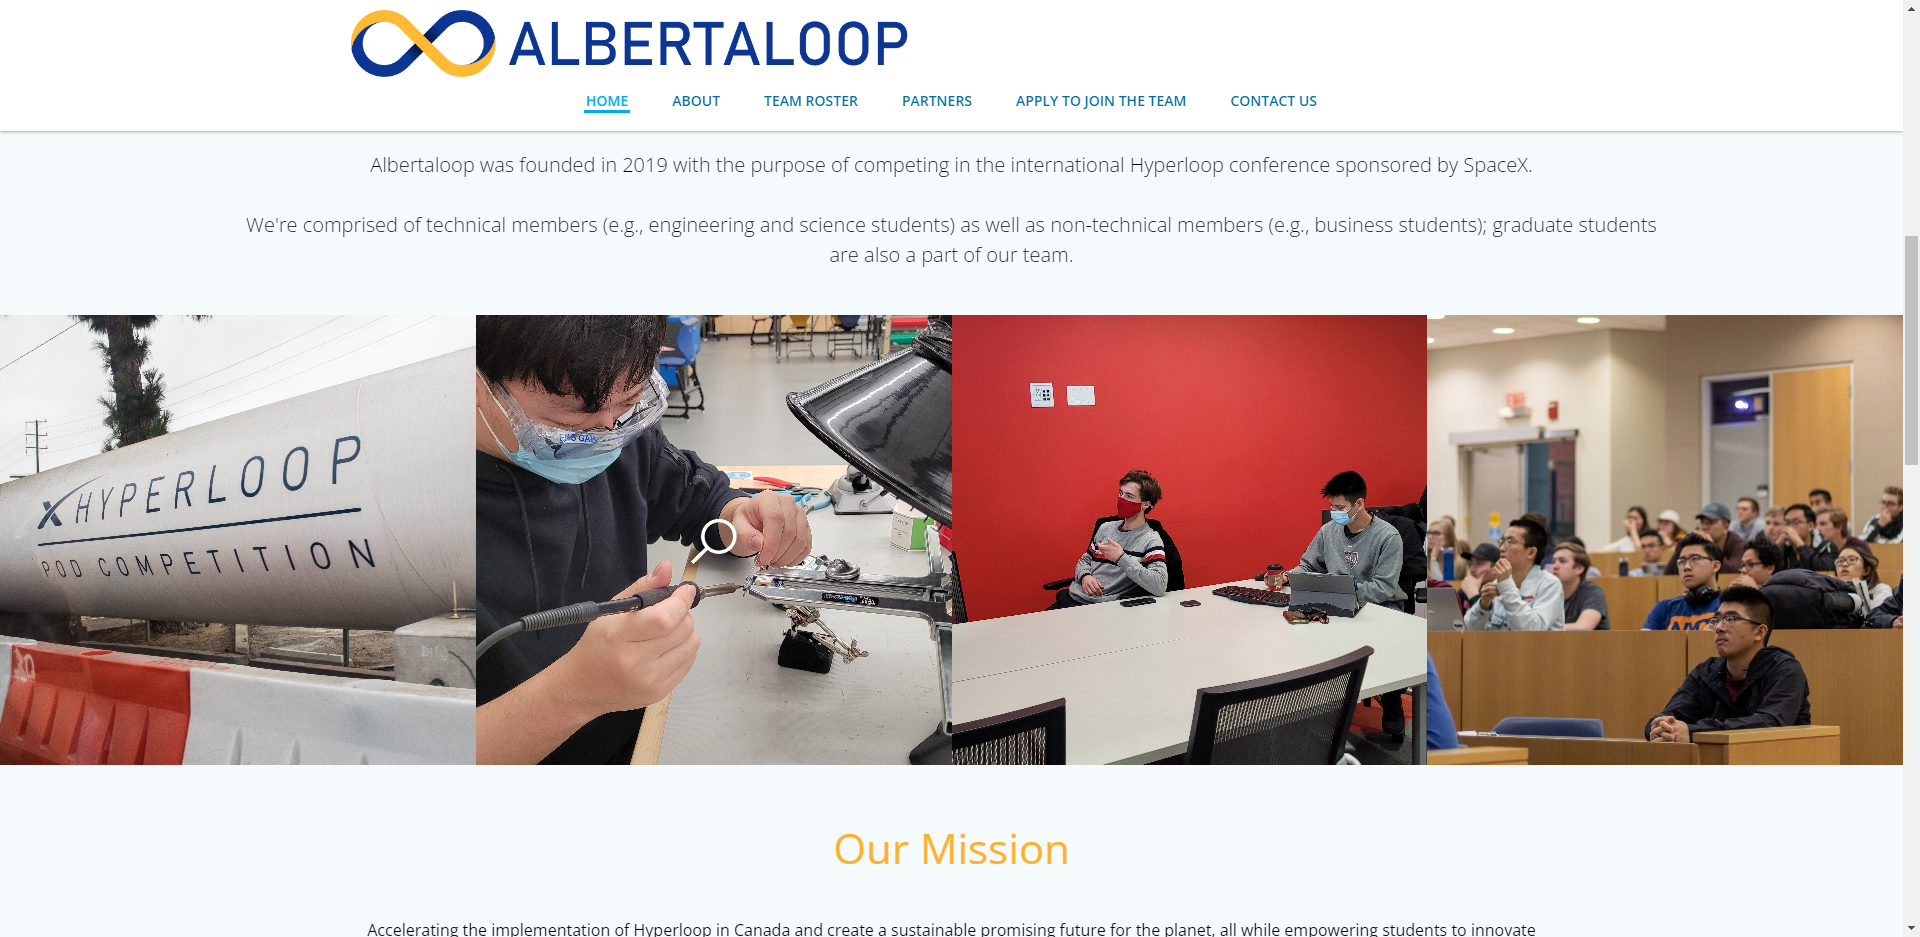 ALBERTALOOP
HOME ABOUT TEAM ROSTER PARTNERS APPLY TO JOIN THE TEAM CONTACT US
Albertaloop was founded in 2019 with the purpose of competing in the international Hyperloop conference sponsored by SpaceX.
We're comprised of technical members (e.g., engineering and science students) as well as non-technical members (e.g., business students); graduate students
are also a part of our team.
HYPERLOOP
POD COMPETITION
Our Mission
Accelerating the implementation of Hyperloop in Canada and create a sustainable promising future for the planet, all while empowering students to innovate